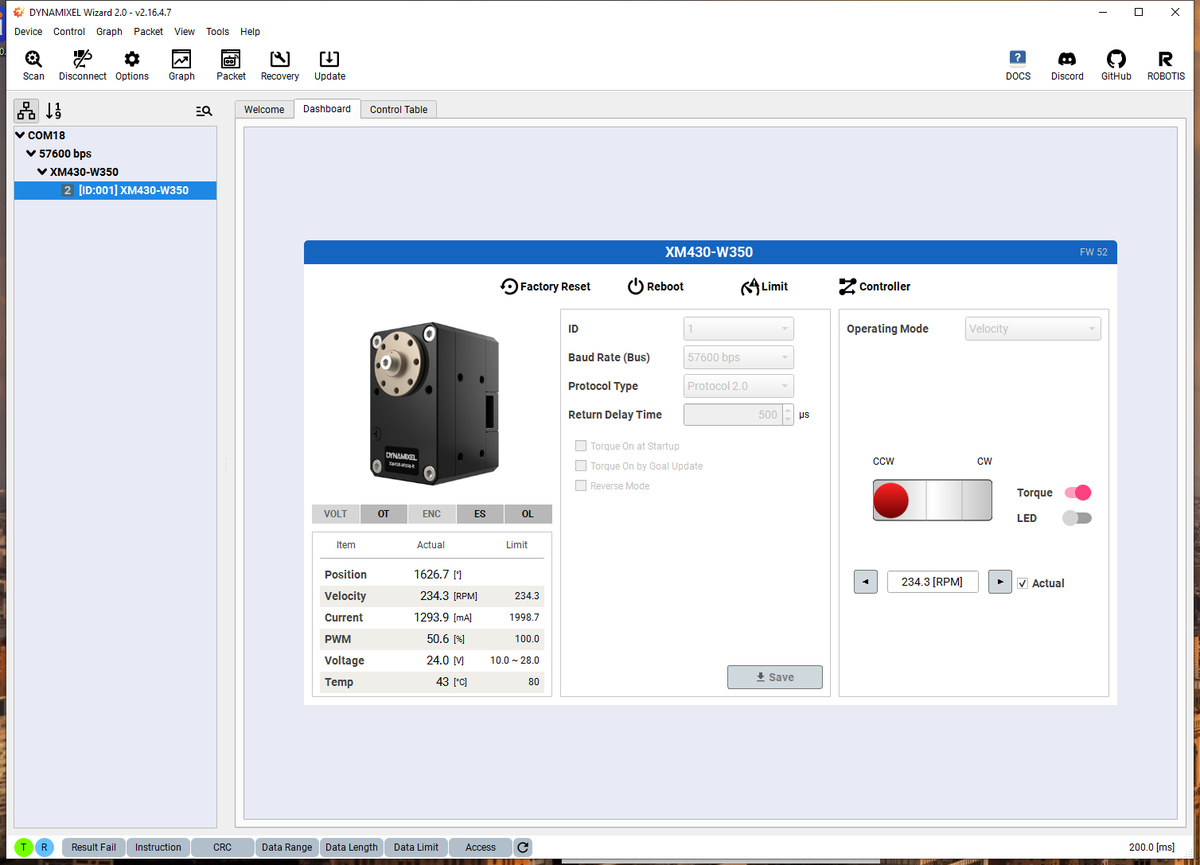 DYNAMIXEL Wizard 2.0 - v2.16.4.7
Device Control Graph Packet View Tools Help
Scan Disconnect Options Graph Packet Recovery Update DOCS Discord GitHub ROBOTIS
Welcome Dashboard Control Table
COM18
57600 bps
XM430-W350
2 [ID:001] XM430-W350
XM430-W350 FW 52
Factory Reset Reboot Limit Controller
DYNAMIXEL
VOLT OT ENC ES OL
Item Actual Limit
Position 1626.7 [°]
Velocity 234.3 [RPM] 234.3
Current 1293.9 [mA] 1998.7
PWM 50.6 [%] 100.0
Voltage 24.0 [V] 10.0 ~ 28.0
Temp 43 [°C] 80
ID 1
Baud Rate (Bus) 57600 bps
Protocol Type Protocol 2.0
Return Delay Time 500 µs
Torque On at Startup
Torque On by Goal Update
Reverse Mode
Save
Operating Mode Velocity
CCW CW
Torque
LED
234.3 [RPM] Actual
T R Result Fail Instruction CRC Data Range Data Length Data Limit Access 200.0 [ms]